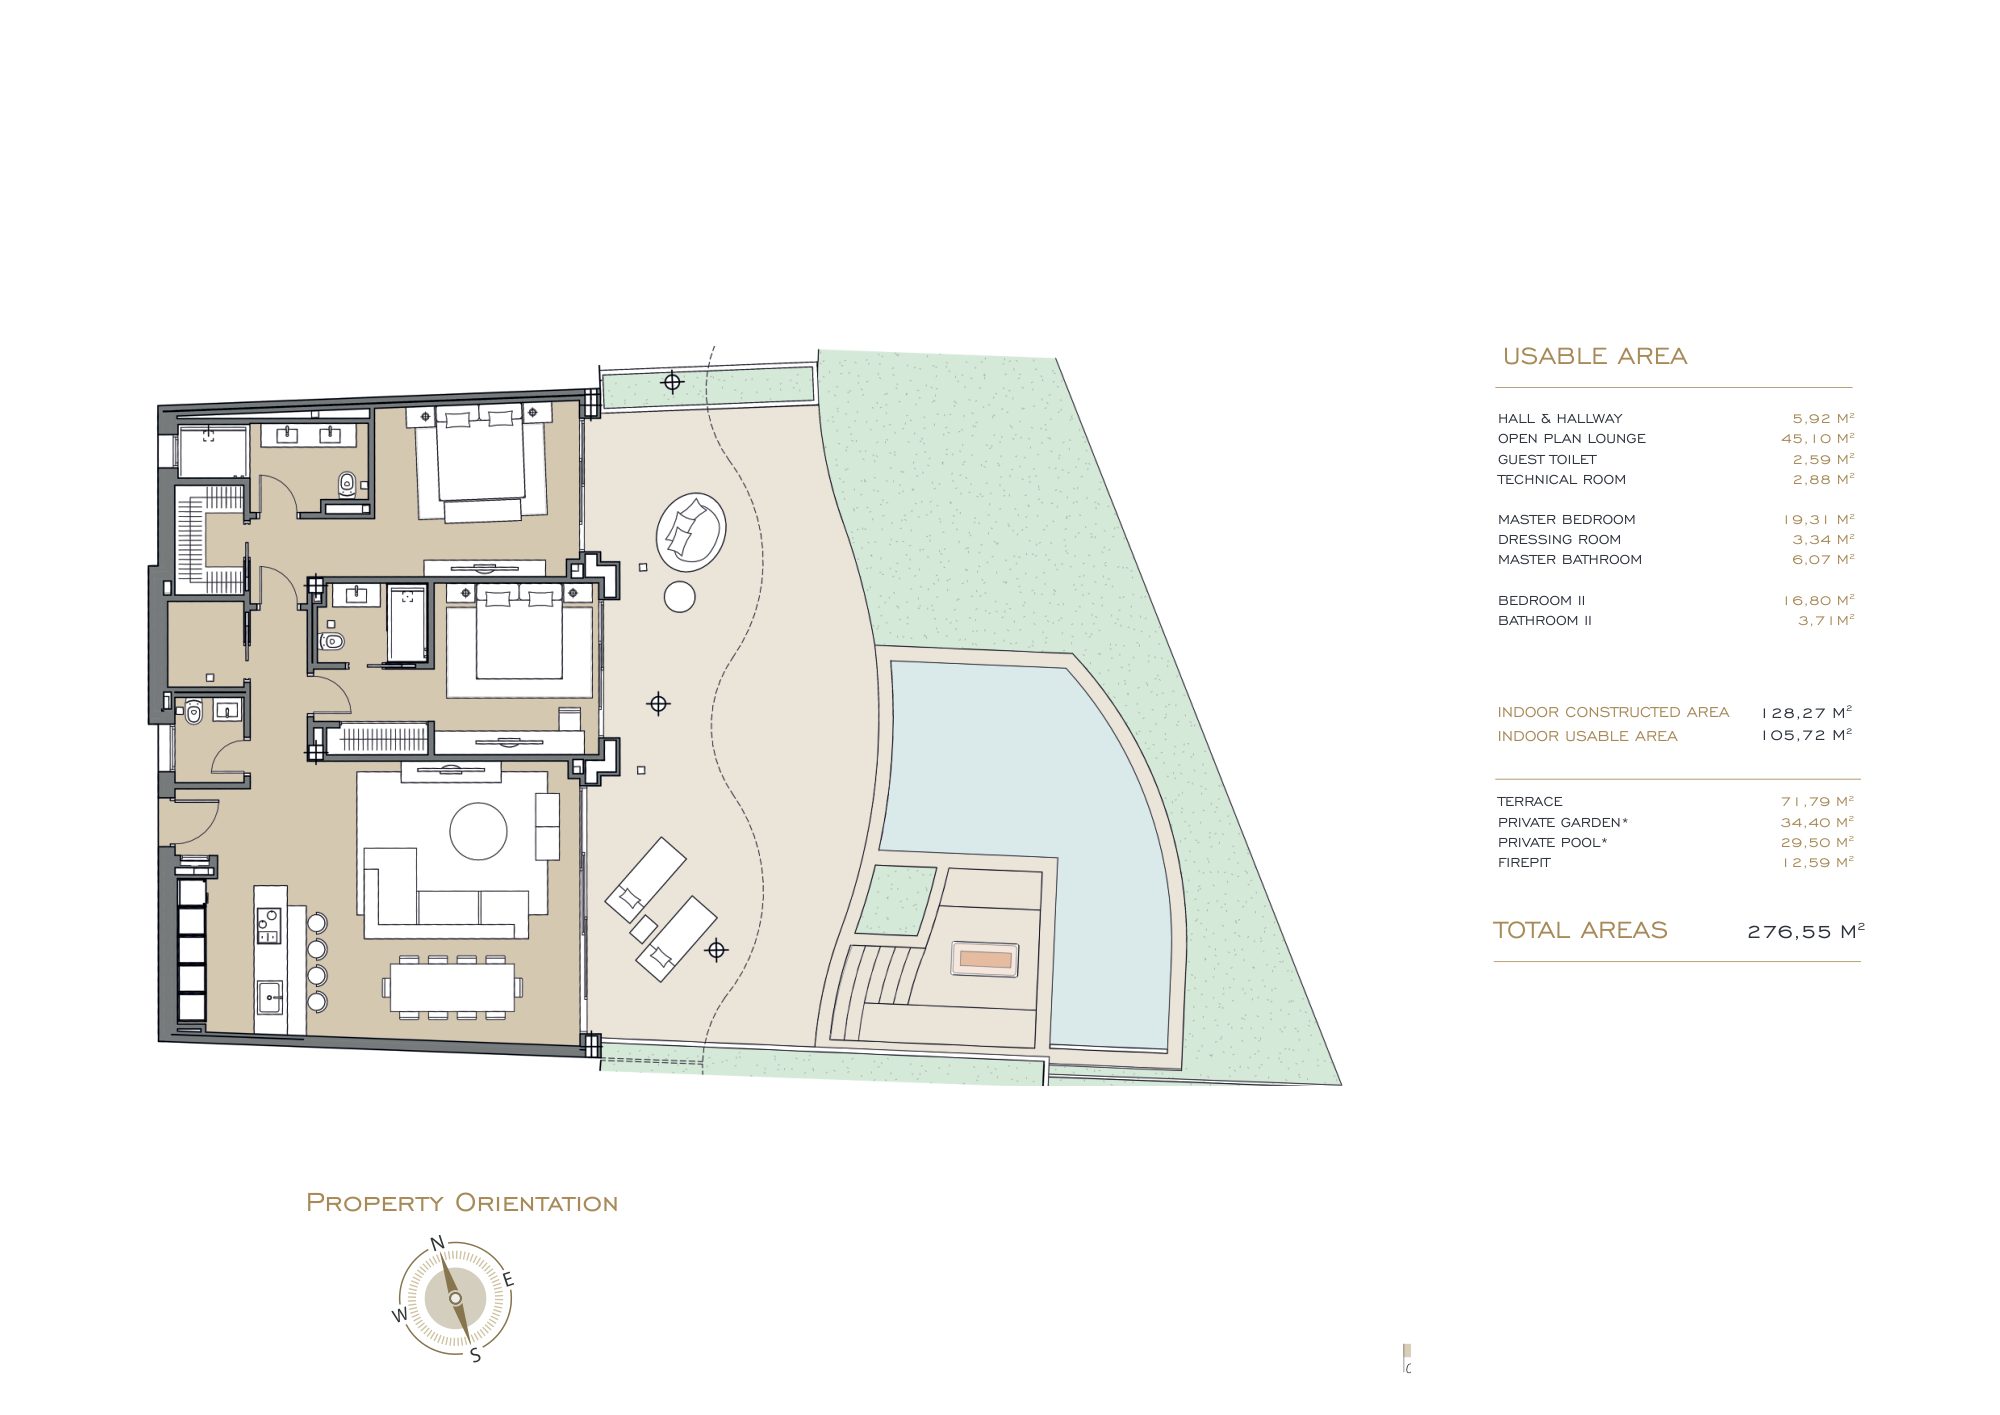 USABLE AREA
HALL & HALLWAY 5,92 M²
OPEN PLAN LOUNGE 45,10 M²
GUEST TOILET 2,59 M²
TECHNICAL ROOM 2,88 M²
MASTER BEDROOM 19,31 M²
DRESSING ROOM 3,34 M²
MASTER BATHROOM 6,07 M²
BEDROOM II 16,80 M²
BATHROOM II 3,71M²
INDOOR CONSTRUCTED AREA 128,27 M²
INDOOR USABLE AREA 105,72 M²
TERRACE 71,79 M²
PRIVATE GARDEN* 34,40 M²
PRIVATE POOL* 29,50 M²
FIREPIT 12,59 M²
TOTAL AREAS 276,55 M²
PROPERTY ORIENTATION
N
E
W
S